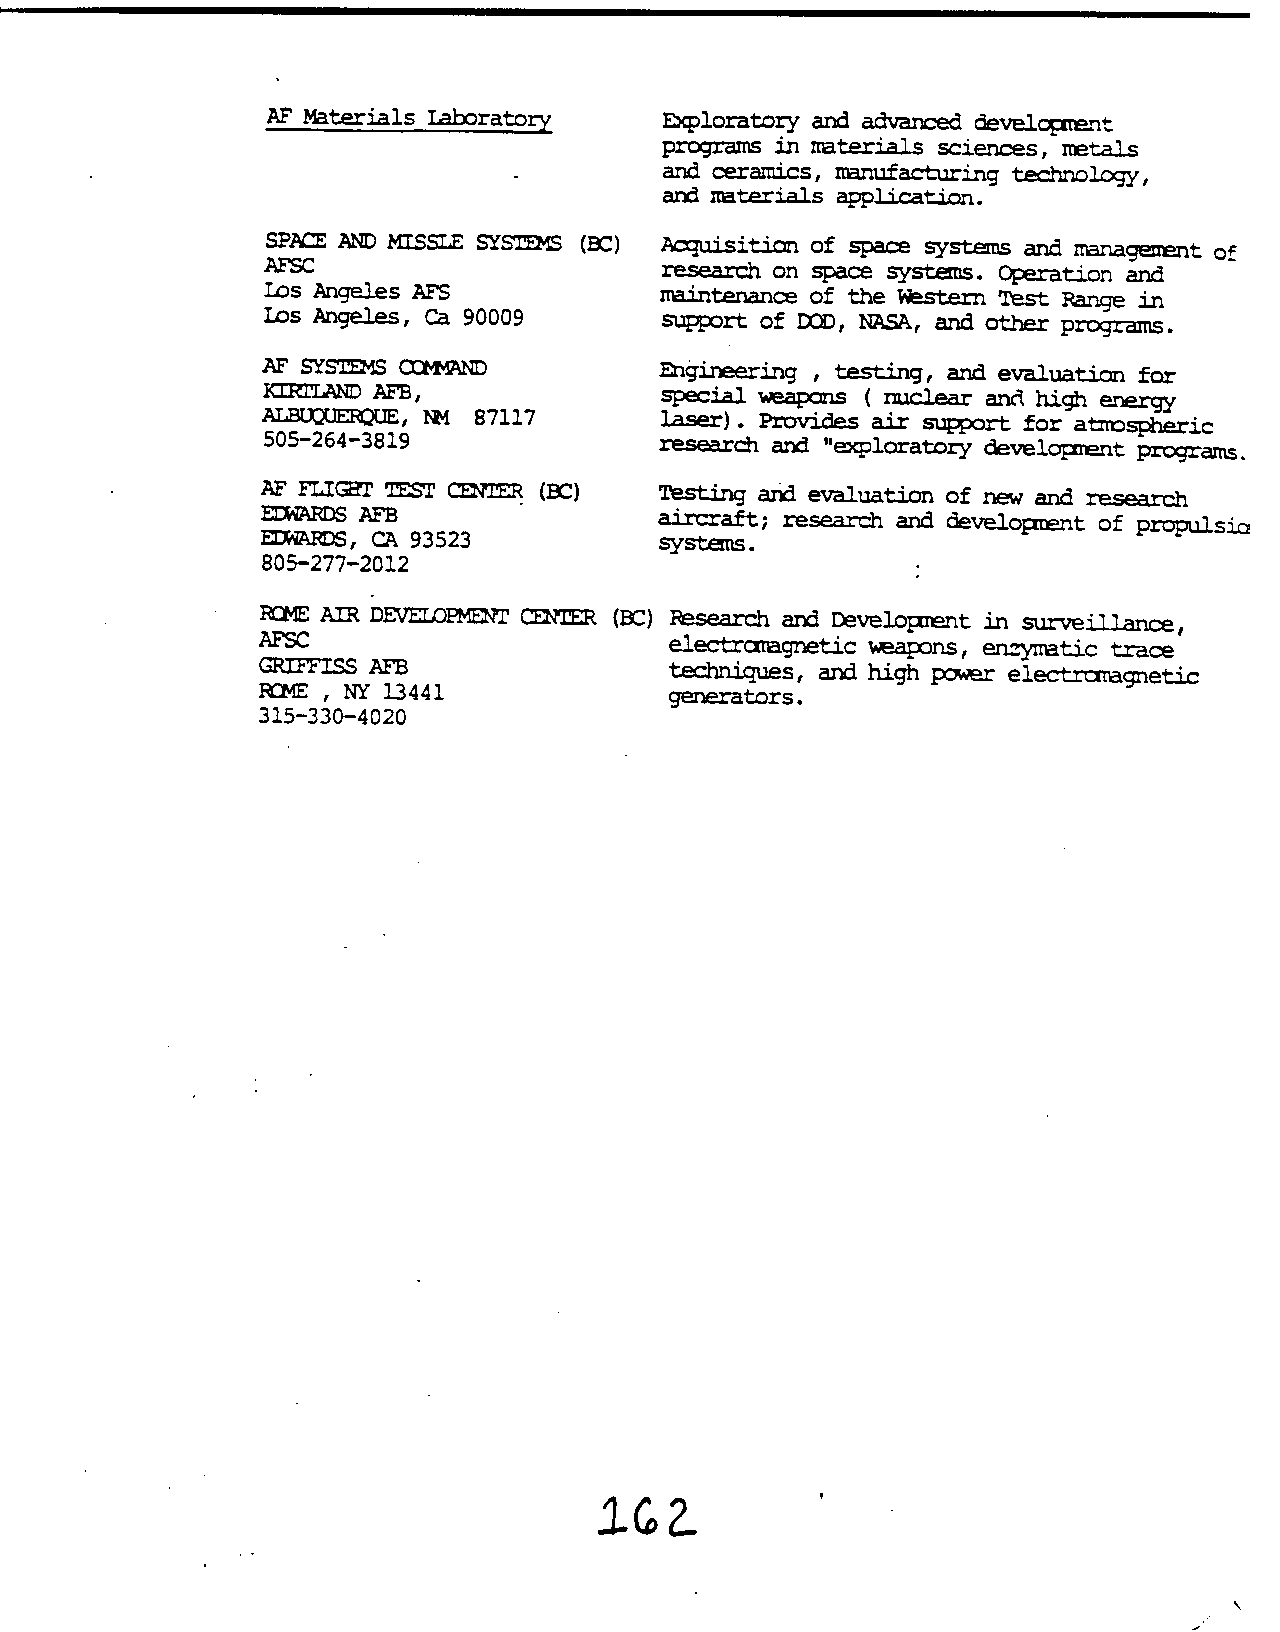 AF Materials Laboratory
Exploratory and advanced development
programs in materials sciences, metals
and ceramics, manufacturing technology,
and materials application.
SPACE AND MISSLE SYSTEMS (BC)
AFSC
Los Angeles AFS
Los Angeles, Ca 90009
Acquisition of space systems and management of
research on space systems. Operation and
maintenance of the Western Test Range in
support of DOD, NASA, and other programs.
AF SYSTEMS COMMAND
KIRTLAND AFB,
ALBUQUERQUE, NM 87117
505-264-3819
Engineering , testing, and evaluation for
special weapons ( nuclear and high energy
laser). Provides air support for atmospheric
research and "exploratory development programs.
AF FLIGHT TEST CENTER (BC)
EDWARDS AFB
EDWARDS, CA 93523
805-277-2012
Testing and evaluation of new and research
aircraft; research and development of propulsio
systems.
ROME AIR DEVELOPMENT CENTER (BC)
AFSC
GRIFFISS AFB
ROME , NY 13441
315-330-4020
Research and Development in surveillance,
electromagnetic weapons, enzymatic trace
techniques, and high power electromagnetic
generators.
162